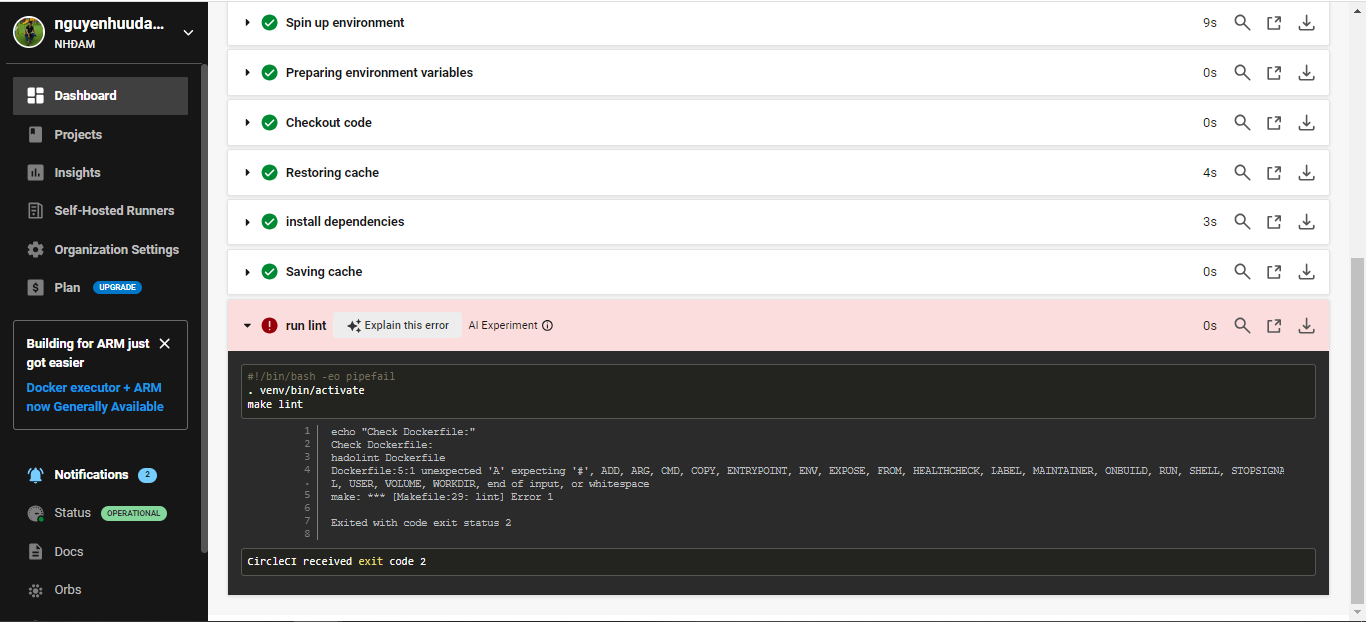 nguyenhuuda...
NHĐAM
Dashboard
Projects
Insights
Self-Hosted Runners
Organization Settings
Plan UPGRADE
Building for ARM just
got easier
Docker executor + ARM
now Generally Available
Notifications 2
Status OPERATIONAL
Docs
Orbs
Spin up environment 9s
Preparing environment variables 0s
Checkout code 0s
Restoring cache 4s
install dependencies 3s
Saving cache 0s
run lint Explain this error AI Experiment 0s
#!/bin/bash -eo pipefail
. venv/bin/activate
make lint
1 echo "Check Dockerfile:"
2 Check Dockerfile:
3 hadolint Dockerfile
4 Dockerfile:5:1 unexpected 'A' expecting '#', ADD, ARG, CMD, COPY, ENTRYPOINT, ENV, EXPOSE, FROM, HEALTHCHECK, LABEL, MAINTAINER, ONBUILD, RUN, SHELL, STOPSIGNA
. L, USER, VOLUME, WORKDIR, end of input, or whitespace
5 make: *** [Makefile:29: lint] Error 1
6
7 Exited with code exit status 2
8
CircleCI received exit code 2